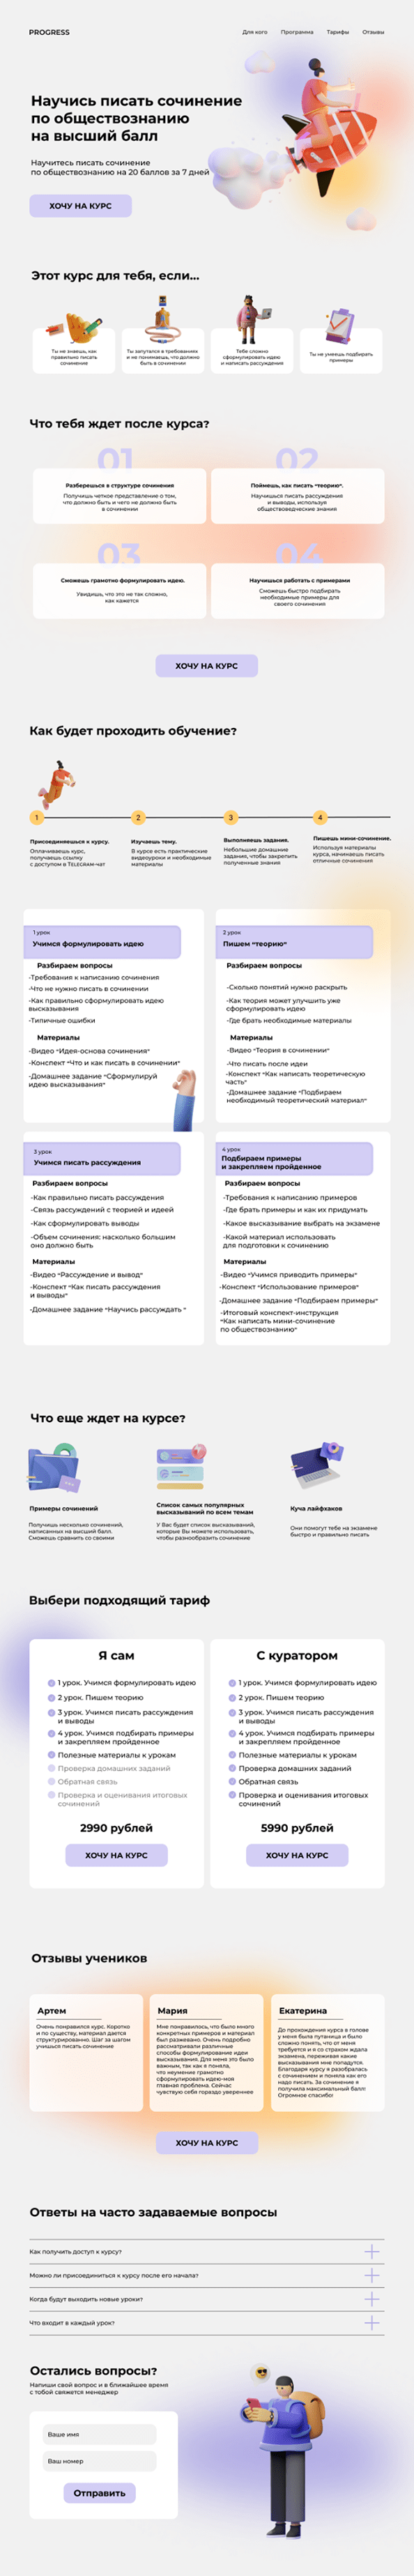 PROGRESS
Для кого
Программа
Тарифы
Отзывы
Научись писать сочинение
по обществознанию
на высший балл
Научитесь писать сочинение
по обществознанию на 20 баллов за 7 дней
ХОЧУ НА КУРС
Этот курс для тебя, если...
Ты не знаешь, как
правильно писать
сочинение
Ты запутался в требованиях
и не понимаешь, что должно
быть в сочинении
Тебе сложно
сформулировать идею
и написать рассуждения
Ты не умеешь подбирать
примеры
Что тебя ждет после курса?
01
Разберешься в структуре сочинения
Получишь четкое представление о том,
что должно быть и чего не должно быть
в сочинении
02
Поймешь, как писать “теорию”.
Научишься писать рассуждения
и выводы, используя
обществоведческие знания
03
Сможешь грамотно формулировать идею.
Увидишь, что это не так сложно,
как кажется
04
Научишься работать с примерами
Сможешь быстро подбирать
необходимые примеры для
своего сочинения
ХОЧУ НА КУРС
Как будет проходить обучение?
1
2
3
4
Присоединяешься к курсу.
Оплачиваешь курс,
получаешь ссылку
с доступом в TELEGRAM-чат
Изучаешь тему.
В курсе есть практические
видеоуроки и необходимые
материалы
Выполняешь задание.
Небольшие домашние
задания, чтобы закрепить
полученные знания
Пишешь мини-сочинение.
Используя материалы
курса, начинаешь писать
отличные сочинения
1 урок
Учимся формулировать идею
Разбираем вопросы
-Требования к написанию сочинения
-Что не нужно писать в сочинении
-Как правильно сформулировать идею
высказывания
-Типичные ошибки
Материалы
-Видео “Идея-основа сочинения”
-Конспект “Что и как писать в сочинении”
-Домашнее задание “Сформулируй
идею высказывания”
2 урок
Пишем “теорию”
Разбираем вопросы
-Сколько понятий нужно раскрыть
-Как теория может улучшить уже
сформулировать идею
-Где брать необходимые материалы
Материалы
-Видео “Теория в сочинении”
-Что писать после идеи
-Конспект “Как написать теоретическую
часть”
-Домашнее задание “Подбираем
необходимый теоретический материал”
3 урок
Учимся писать рассуждения
Разбираем вопросы
-Как правильно писать рассуждения
-Связь рассуждений с теорией и идеей
-Как сформулировать выводы
-Объем сочинения: насколько большим
оно должно быть
Материалы
-Видео “Рассуждение и вывод”
-Конспект “Как писать рассуждения
и выводы”
-Домашнее задание “Научись рассуждать ”
4 урок
Подбираем примеры
и закрепляем пройденное
Разбираем вопросы
-Требования к написанию примеров
-Где брать примеры и как их придумать
-Какое высказывание выбрать на экзамене
-Какой материал использовать
для подготовки к сочинению
Материалы
-Видео “Учимся приводить примеры”
-Конспект “Использование примеров”
-Домашнее задание “Подбираем примеры”
-Итоговый конспект-инструкция
“Как написать мини-сочинение
по обществознанию”
Что еще ждет на курсе?
Примеры сочинений
Получишь несколько сочинений,
написанных на высший балл.
Сможешь сравнить со своими
Список самых популярных
высказываний по всем темам
У Вас будет список высказываний,
которые Вы можете использовать,
чтобы разнообразить сочинение
Куча лайфхаков
Они помогут тебе на экзамене
быстро и правильно писать
Выбери подходящий тариф
Я сам
1 урок. Учимся формулировать идею
2 урок. Пишем теорию
3 урок. Учимся писать рассуждения
и выводы
4 урок. Учимся подбирать примеры
и закрепляем пройденное
Полезные материалы к урокам
Проверка домашних заданий
Обратная связь
Проверка и оценивания итоговых
сочинений
2990 рублей
ХОЧУ НА КУРС
С куратором
1 урок. Учимся формулировать идею
2 урок. Пишем теорию
3 урок. Учимся писать рассуждения
и выводы
4 урок. Учимся подбирать примеры
и закрепляем пройденное
Полезные материалы к урокам
Проверка домашних заданий
Обратная связь
Проверка и оценивания итоговых
сочинений
5990 рублей
ХОЧУ НА КУРС
Отзывы учеников
Артем
Очень понравился курс. Коротко
и по существу, материал дается
структурированно. Шаг за шагом
учишься писать сочинение
Мария
Мне понравилось, что было много
конкретных примеров и материал
был разжевано. Очень подробно
рассматривали различные
способы формулирование идеи
высказывания. Для меня это было
важным, так как я поняла,
что неумение грамотно
сформулировать идею-моя
главная проблема. Сейчас
чувствую себя гораздо увереннее
Екатерина
До прохождения курса в голове
у меня была путаница и было
сложно понять, что от меня
требуется и я со страхом ждала
экзамена, переживая какие
высказывания мне попадутся.
Благодаря курсу я разобралась
с сочинением и поняла как его
надо писать. За сочинение я
получила максимальный балл!
Огромное спасибо!
ХОЧУ НА КУРС
Ответы на часто задаваемые вопросы
Как получить доступ к курсу?
Можно ли присоединиться к курсу после его начала?
Когда будут выходить новые уроки?
Что входит в каждый урок?
Остались вопросы?
Напиши свой вопрос и в ближайшее время
с тобой свяжется менеджер
Ваше имя
Ваш номер
Отправить